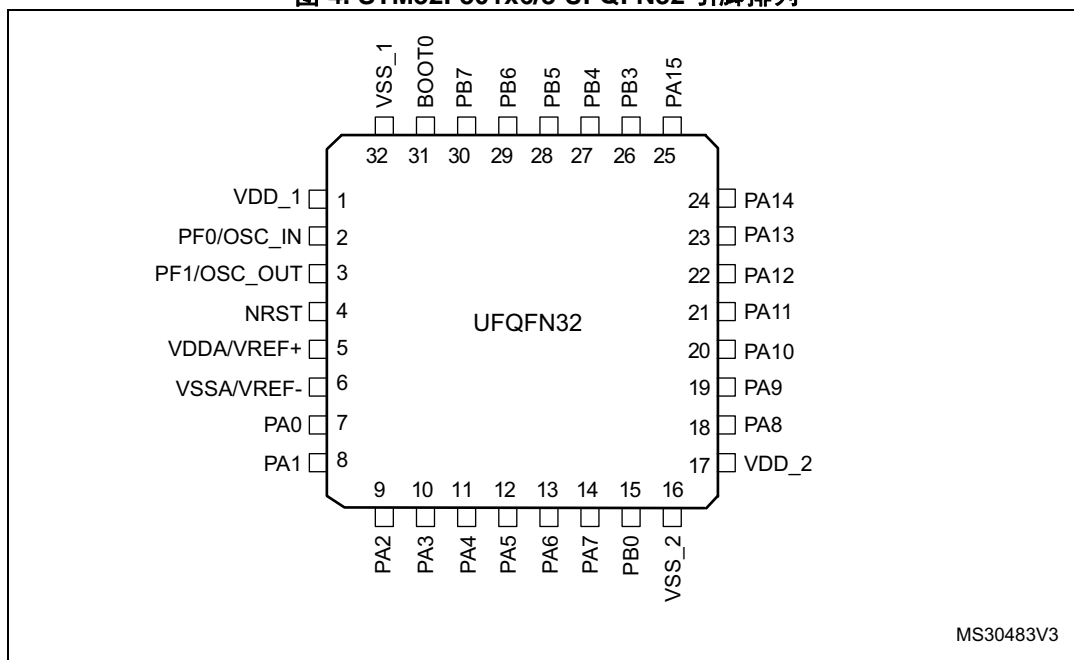 VSS_1
BOOT0
PB7
PB6
PB5
PB4
PB3
PA15
32 31 30 29 28 27 26 25
VDD_1 1
PF0/OSC_IN 2
PF1/OSC_OUT 3
NRST 4
VDDA/VREF+ 5
VSSA/VREF- 6
PA0 7
PA1 8
UFQFN32
24 PA14
23 PA13
22 PA12
21 PA11
20 PA10
19 PA9
18 PA8
17 VDD_2
9 10 11 12 13 14 15 16
PA2
PA3
PA4
PA5
PA6
PA7
PB0
VSS_2
MS30483V3